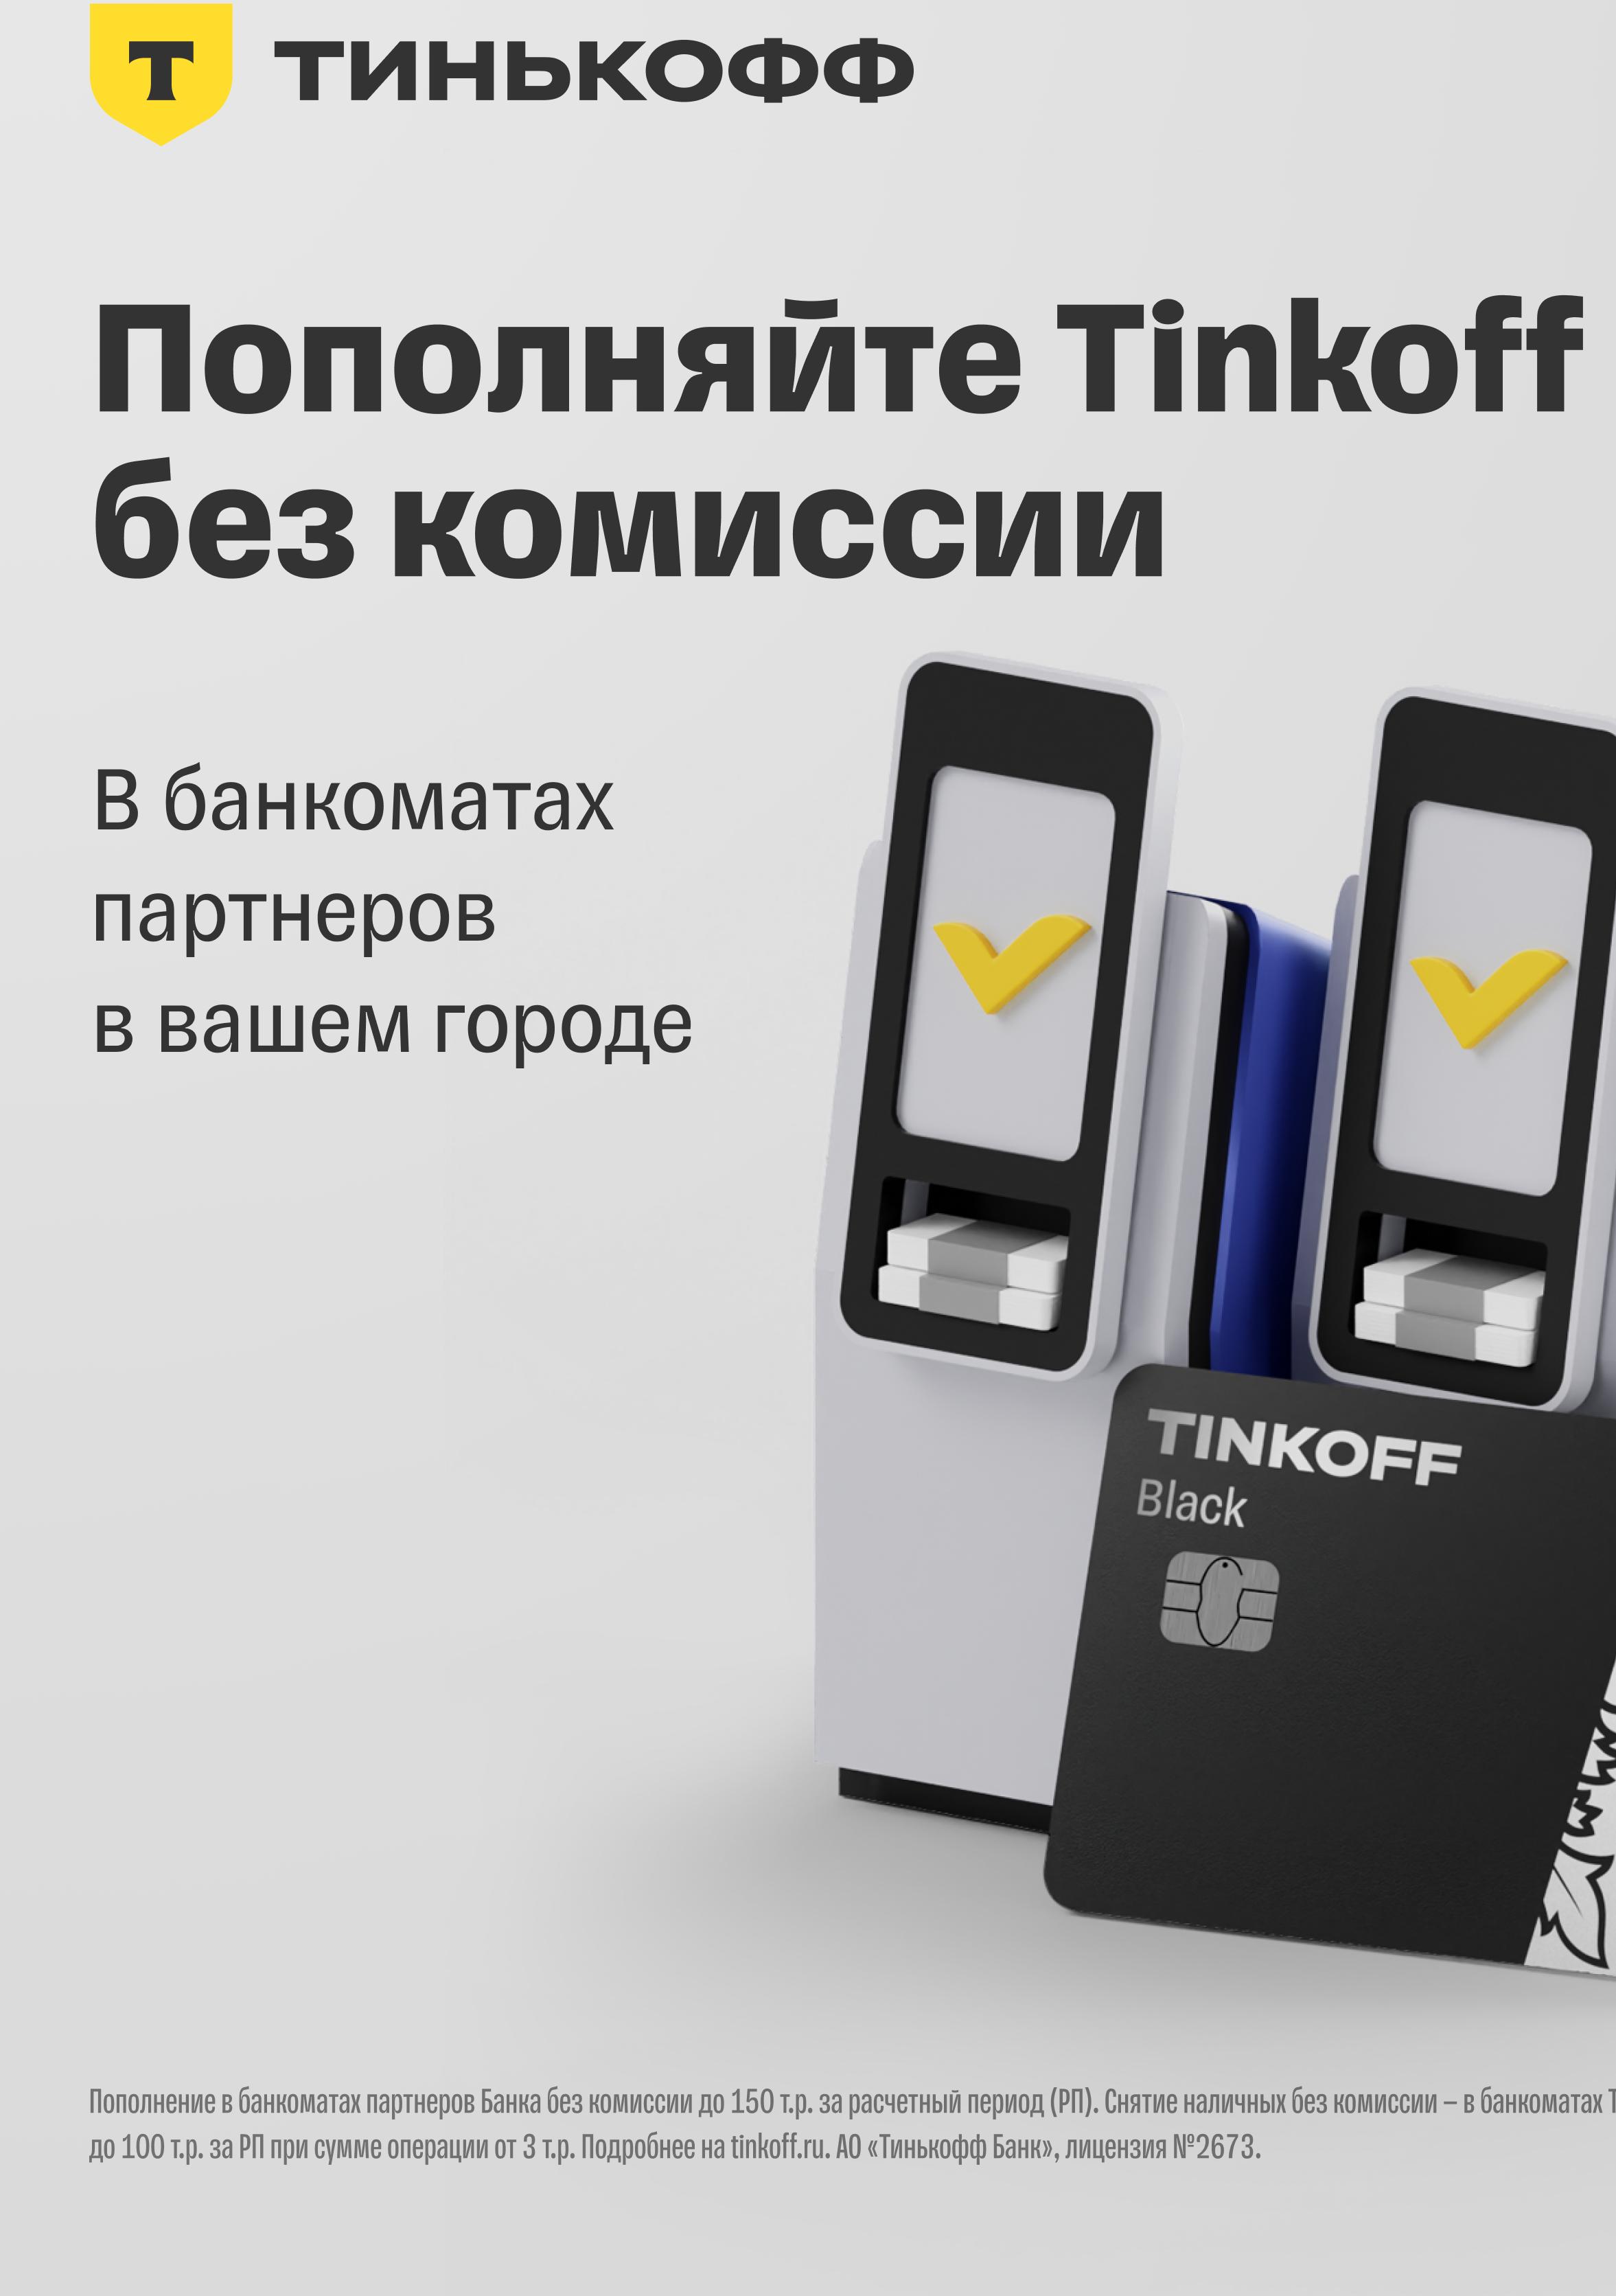 Т ТИНЬКОФФ
Пополняйте Tinkoff
без комиссии
В банкоматах
партнеров
в вашем городе
TINKOFF
Black
Пополнение в банкоматах партнеров Банка без комиссии до 150 т.р. за расчетный период (РП). Снятие наличных без комиссии – в банкоматах
до 100 т.р. за РП при сумме операции от 3 т.р. Подробнее на tinkoff.ru. АО «Тинькофф Банк», лицензия №2673.